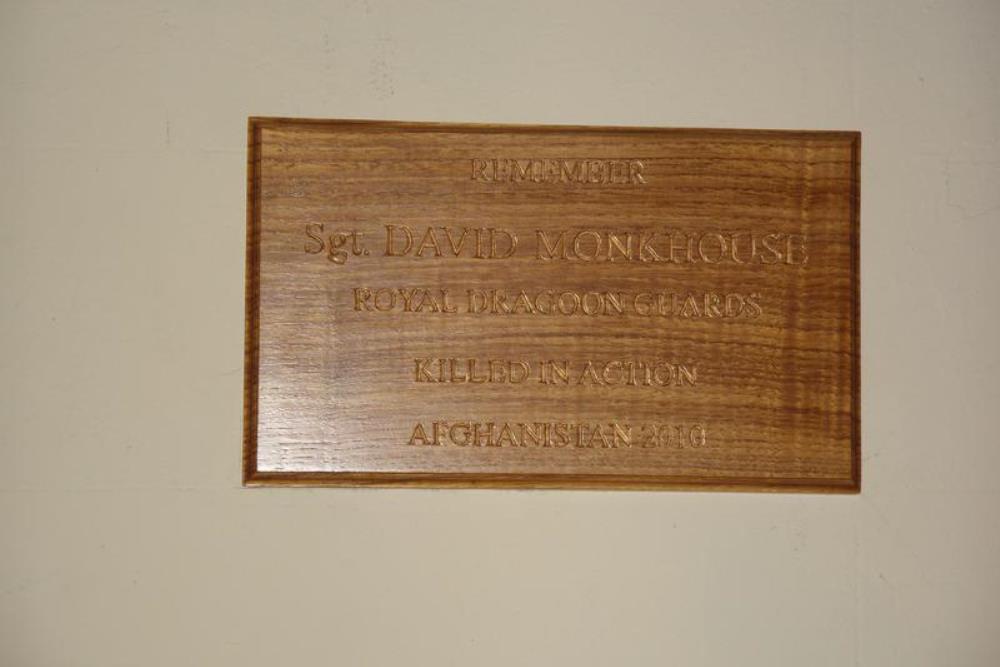 REMEMBER
Sgt. DAVID MONKHOUSE
ROYAL DRAGOON GUARDS
KILLED IN ACTION
AFGHANISTAN 2010